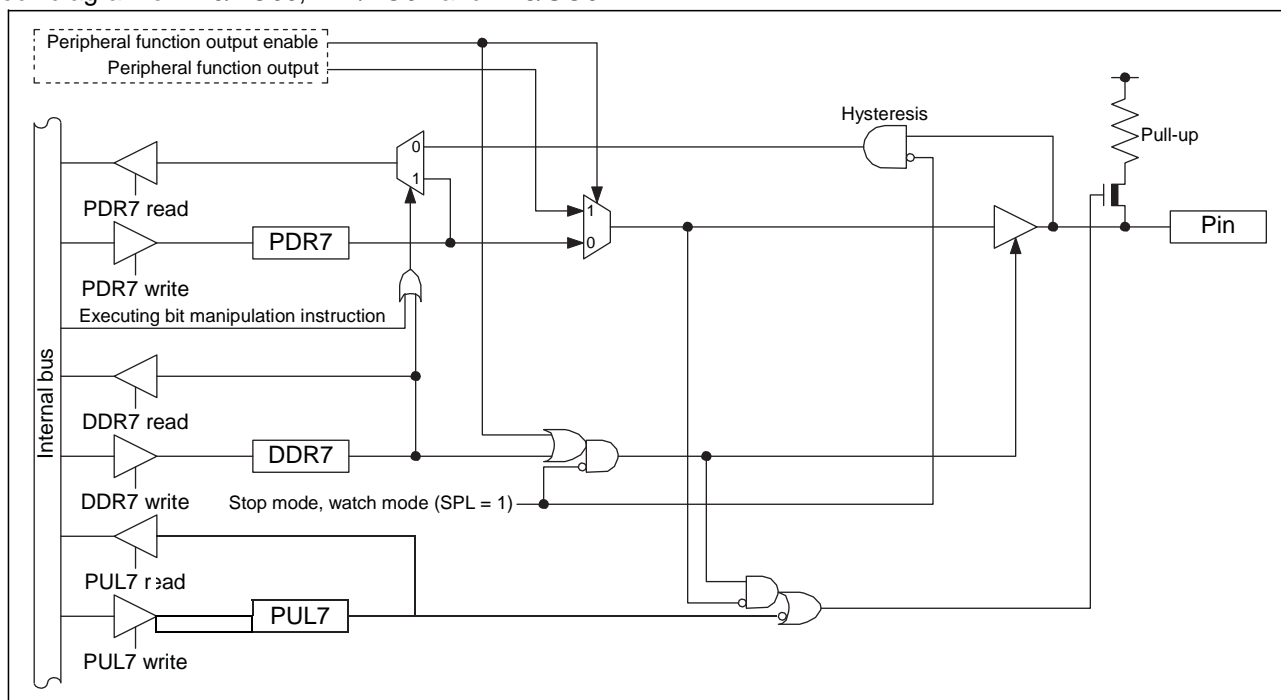 Peripheral function output enable
Peripheral function output
Hysteresis
Pull-up
0
1
PDR7 read
1
PDR7
0
Pin
PDR7 write
Executing bit manipulation instruction
Internal bus
DDR7 read
DDR7
DDR7 write
Stop mode, watch mode (SPL = 1)
PUL7 read
PUL7
PUL7 write